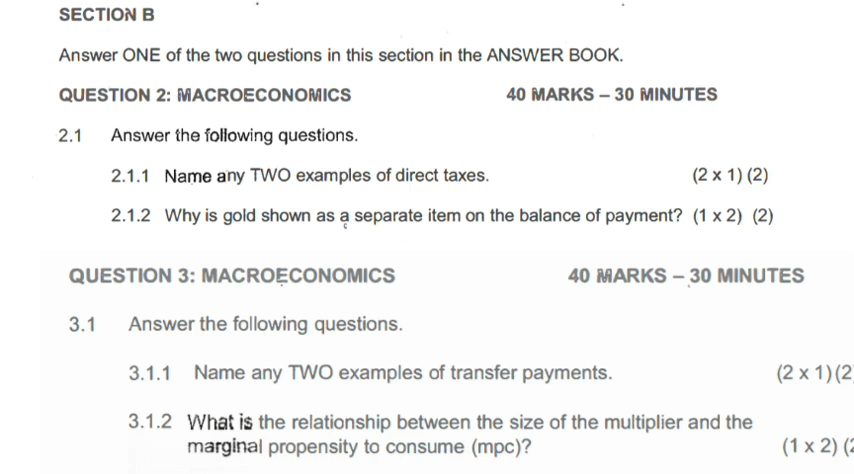 SECTION B
Answer ONE of the two questions in this section in the ANSWER BOOK.
QUESTION 2: MACROECONOMICS 40 MARKS – 30 MINUTES
2.1 Answer the following questions.
2.1.1 Name any TWO examples of direct taxes. (2 x 1) (2)
2.1.2 Why is gold shown as a separate item on the balance of payment? (1 x 2) (2)
QUESTION 3: MACROECONOMICS 40 MARKS – 30 MINUTES
3.1 Answer the following questions.
3.1.1 Name any TWO examples of transfer payments. (2 x 1)(2
3.1.2 What is the relationship between the size of the multiplier and the
marginal propensity to consume (mpc)? (1 x 2) (2